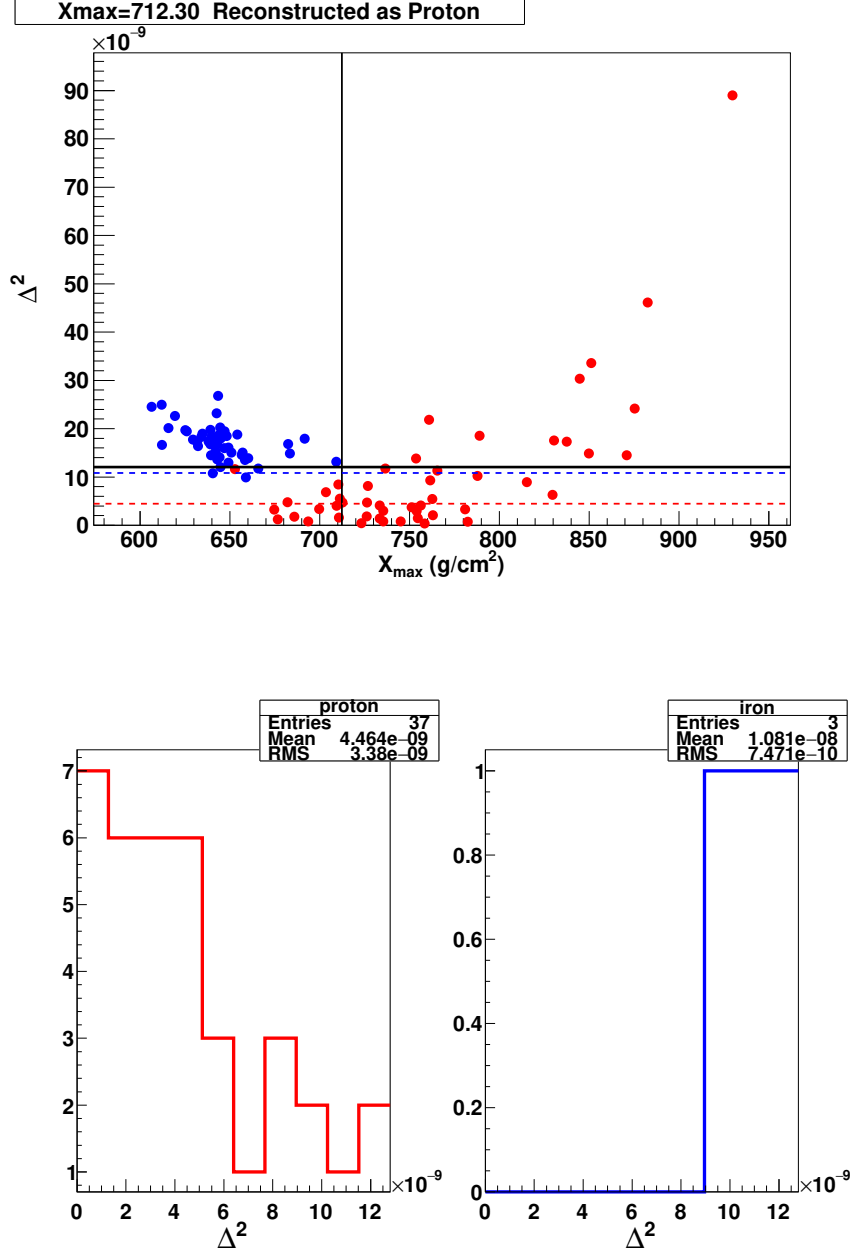 Xmax=712.30 Reconstructed as Proton
×10⁻⁹
90
80
70
60
50
40
30
20
10
0
Δ²
600 650 700 750 800 850 900 950
X_max (g/cm²)
proton
Entries 37
Mean 4.464e−09
RMS 3.38e−09
7
6
5
4
3
2
1
0 2 4 6 8 10 12
×10⁻⁹
Δ²
iron
Entries 3
Mean 1.081e−08
RMS 7.471e−10
1
0.8
0.6
0.4
0.2
0
0 2 4 6 8 10 12
×10⁻⁹
Δ²